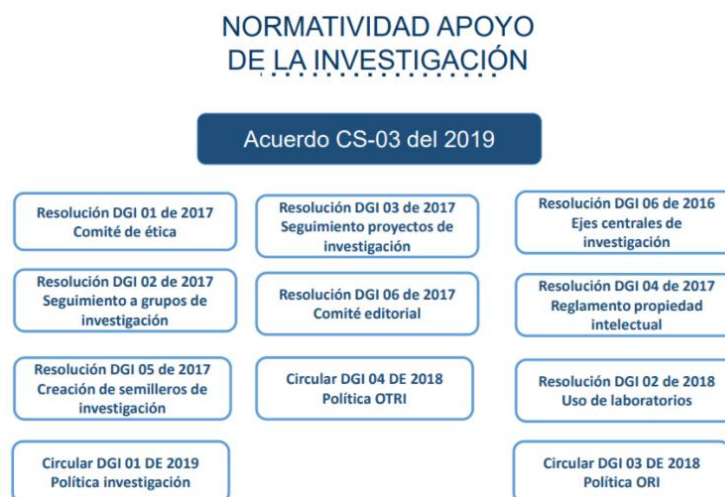 NORMATIVIDAD APOYO
DE LA INVESTIGACIÓN
Acuerdo CS-03 del 2019
Resolución DGI 01 de 2017
Comité de ética
Resolución DGI 03 de 2017
Seguimiento proyectos de
investigación
Resolución DGI 06 de 2016
Ejes centrales de
investigación
Resolución DGI 02 de 2017
Seguimiento a grupos de
investigación
Resolución DGI 06 de 2017
Comité editorial
Resolución DGI 04 de 2017
Reglamento propiedad
intelectual
Resolución DGI 05 de 2017
Creación de semilleros de
investigación
Circular DGI 04 DE 2018
Política OTRI
Resolución DGI 02 de 2018
Uso de laboratorios
Circular DGI 01 DE 2019
Política investigación
Circular DGI 03 DE 2018
Política ORI